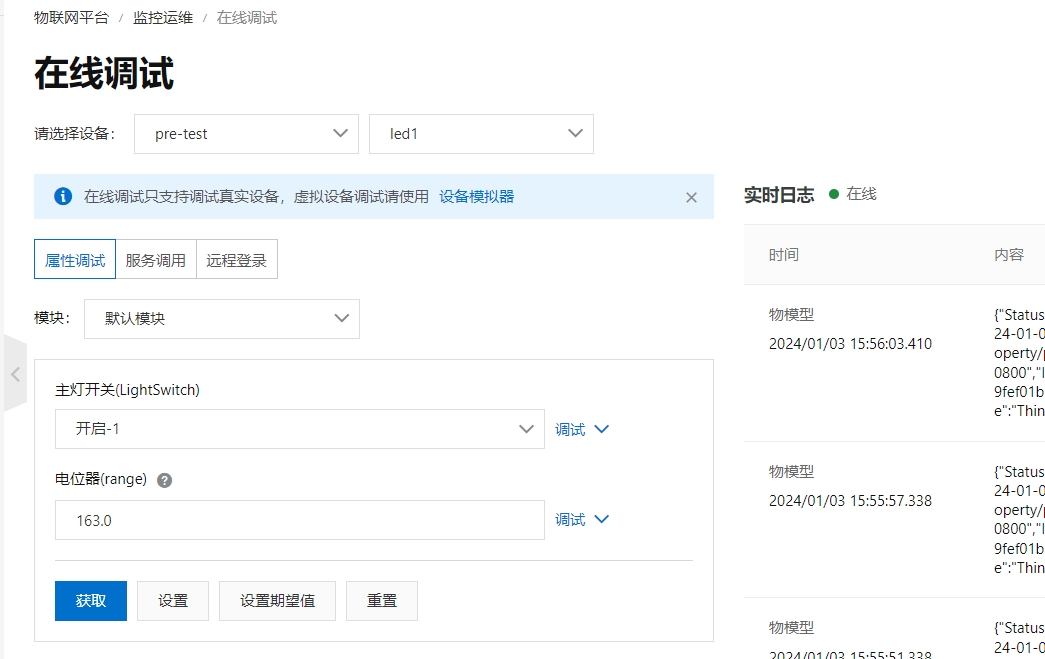 物联网平台 / 监控运维 / 在线调试
在线调试
请选择设备： pre-test led1
在线调试只支持调试真实设备，虚拟设备调试请使用 设备模拟器
属性调试 服务调用 远程登录
模块： 默认模块
主灯开关(LightSwitch)
开启-1 调试
电位器(range) ?
163.0 调试
获取 设置 设置期望值 重置
实时日志 在线
时间 内容
物模型
2024/01/03 15:56:03.410
{"Status
24-01-0
operty/p
0800","I
9fef01b
e":"Thin
物模型
2024/01/03 15:55:57.338
{"Status
24-01-0
operty/p
0800","I
9fef01b
e":"Thin
物模型
2024/01/03 15:55:51.338
{"Status
24-01-0